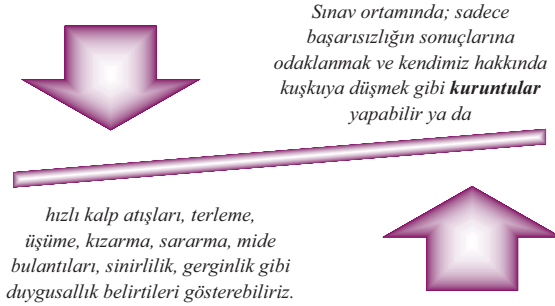 Sınav ortamında; sadece
başarısızlığın sonuçlarına
odaklanmak ve kendimiz hakkında
kuşkuya düşmek gibi kuruntular
yapabilir ya da
hızlı kalp atışları, terleme,
üşüme, kızarma, sararma, mide
bulantıları, sinirlilik, gerginlik gibi
duygusallık belirtileri gösterebiliriz.